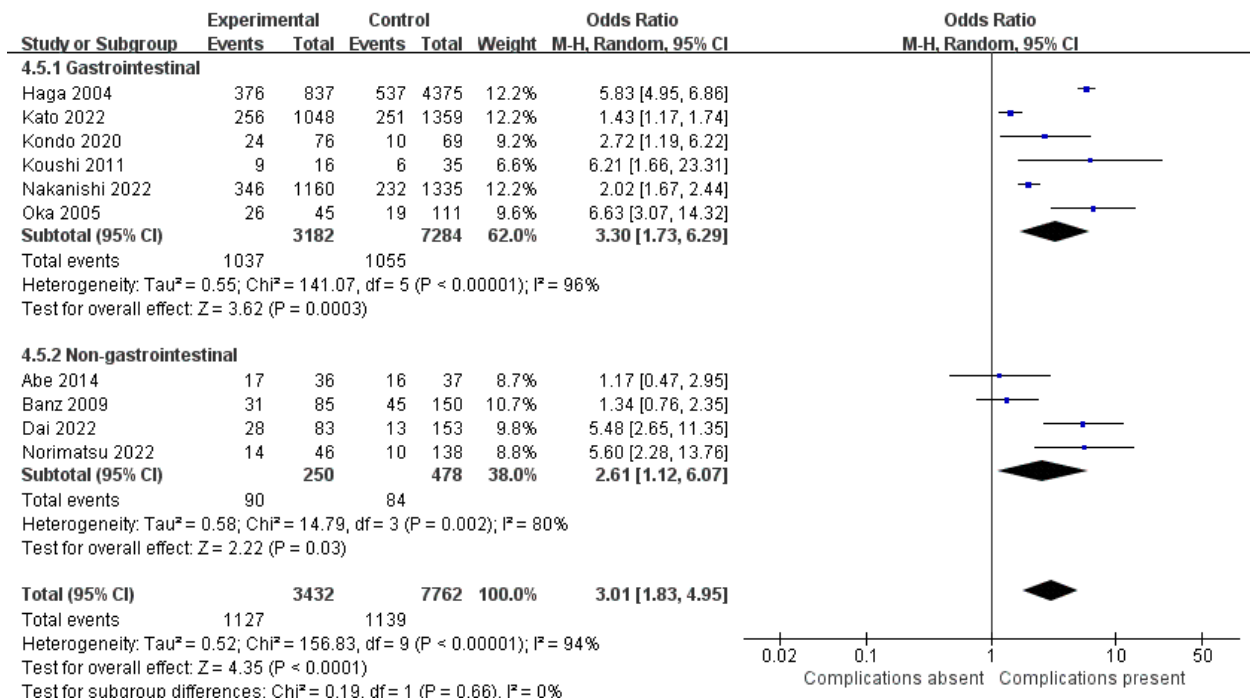 Experimental Control Odds Ratio Odds Ratio
Study or Subgroup Events Total Events Total Weight M-H, Random, 95% CI M-H, Random, 95% CI
4.5.1 Gastrointestinal
Haga 2004 376 837 537 4375 12.2% 5.83 [4.95, 6.86]
Kato 2022 256 1048 251 1359 12.2% 1.43 [1.17, 1.74]
Kondo 2020 24 76 10 69 9.2% 2.72 [1.19, 6.22]
Koushi 2011 9 16 6 35 6.6% 6.21 [1.66, 23.31]
Nakanishi 2022 346 1160 232 1335 12.2% 2.02 [1.67, 2.44]
Oka 2005 26 45 19 111 9.6% 6.63 [3.07, 14.32]
Subtotal (95% CI) 3182 7284 62.0% 3.30 [1.73, 6.29]
Total events 1037 1055
Heterogeneity: Tau² = 0.55; Chi² = 141.07, df = 5 (P < 0.00001); I² = 96%
Test for overall effect: Z = 3.62 (P = 0.0003)
4.5.2 Non-gastrointestinal
Abe 2014 17 36 16 37 8.7% 1.17 [0.47, 2.95]
Banz 2009 31 85 45 150 10.7% 1.34 [0.76, 2.35]
Dai 2022 28 83 13 153 9.8% 5.48 [2.65, 11.35]
Norimatsu 2022 14 46 10 138 8.8% 5.60 [2.28, 13.76]
Subtotal (95% CI) 250 478 38.0% 2.61 [1.12, 6.07]
Total events 90 84
Heterogeneity: Tau² = 0.58; Chi² = 14.79, df = 3 (P = 0.002); I² = 80%
Test for overall effect: Z = 2.22 (P = 0.03)
Total (95% CI) 3432 7762 100.0% 3.01 [1.83, 4.95]
Total events 1127 1139
Heterogeneity: Tau² = 0.52; Chi² = 156.83, df = 9 (P < 0.00001); I² = 94%
Test for overall effect: Z = 4.35 (P < 0.0001)
Test for subgroup differences: Chi² = 0.19, df = 1 (P = 0.66), I² = 0%
0.02 0.1 1 10 50
Complications absent Complications present